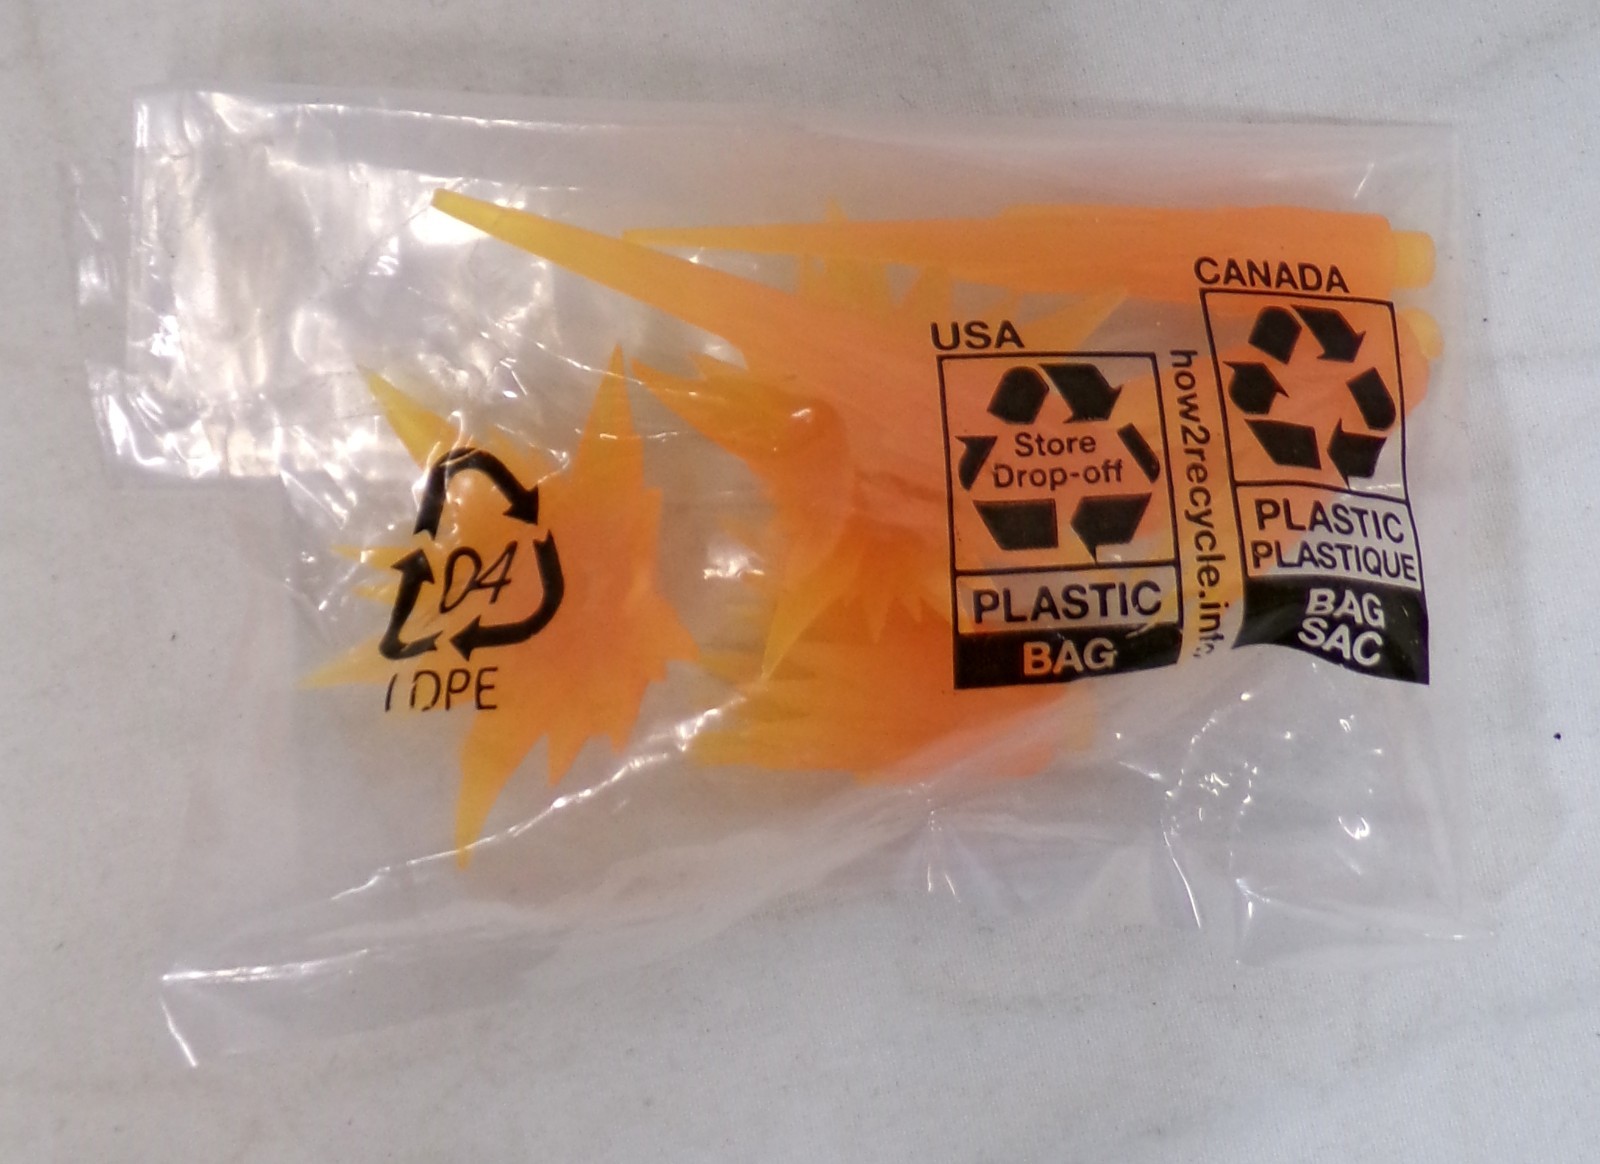 04
LDPE
USA
Store
Drop-off
PLASTIC
BAG
how2recycle.info
CANADA
PLASTIC
PLASTIQUE
BAG
SAC